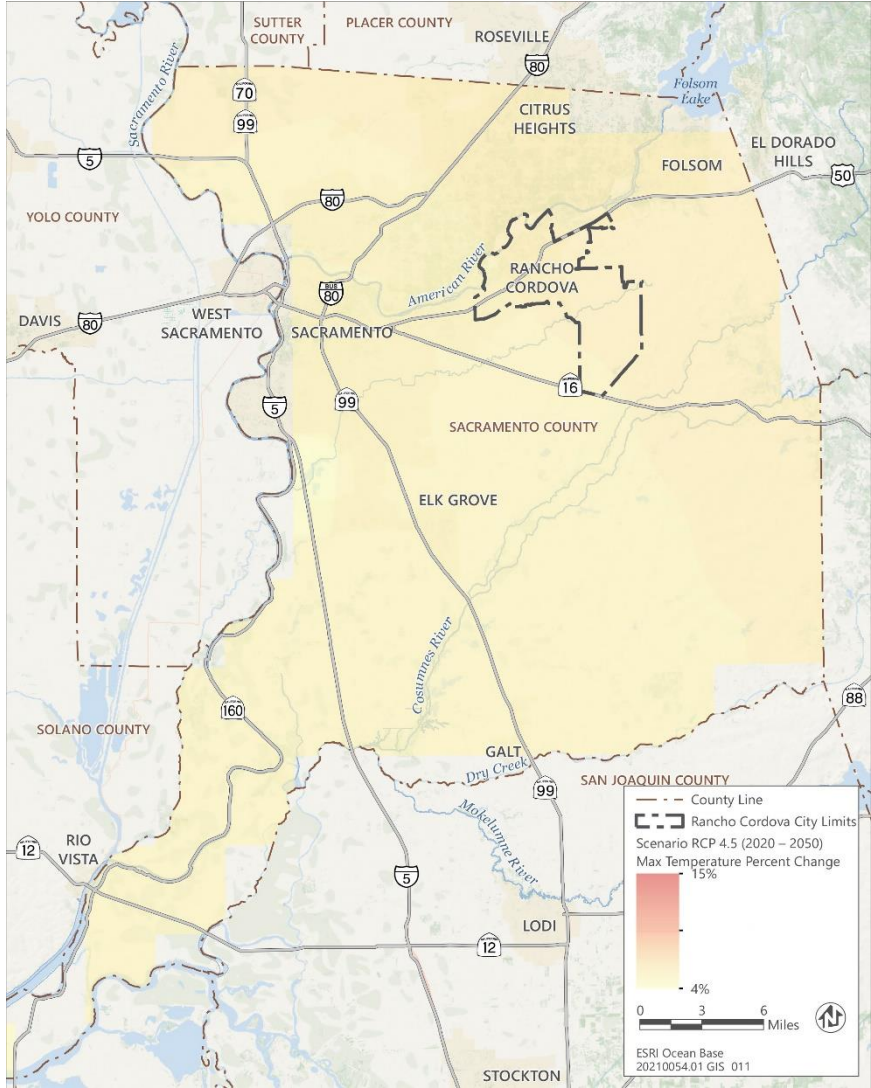 SUTTER
COUNTY
PLACER COUNTY
ROSEVILLE
80
Sacramento River
70
99
Folsom
Lake
CITRUS
HEIGHTS
5
FOLSOM
EL DORADO
HILLS
50
80
YOLO COUNTY
American River
RANCHO
CORDOVA
BUS
80
DAVIS
80
WEST
SACRAMENTO
SACRAMENTO
5
99
16
SACRAMENTO COUNTY
ELK GROVE
Cosumnes River
160
88
SOLANO COUNTY
GALT
Dry Creek
99
SAN JOAQUIN COUNTY
Mokelumne River
RIO
VISTA
12
5
LODI
12
STOCKTON
County Line
Rancho Cordova City Limits
Scenario RCP 4.5 (2020 – 2050)
Max Temperature Percent Change
15%
4%
0 3 6
Miles
N
ESRI Ocean Base
20210054.01 GIS 011